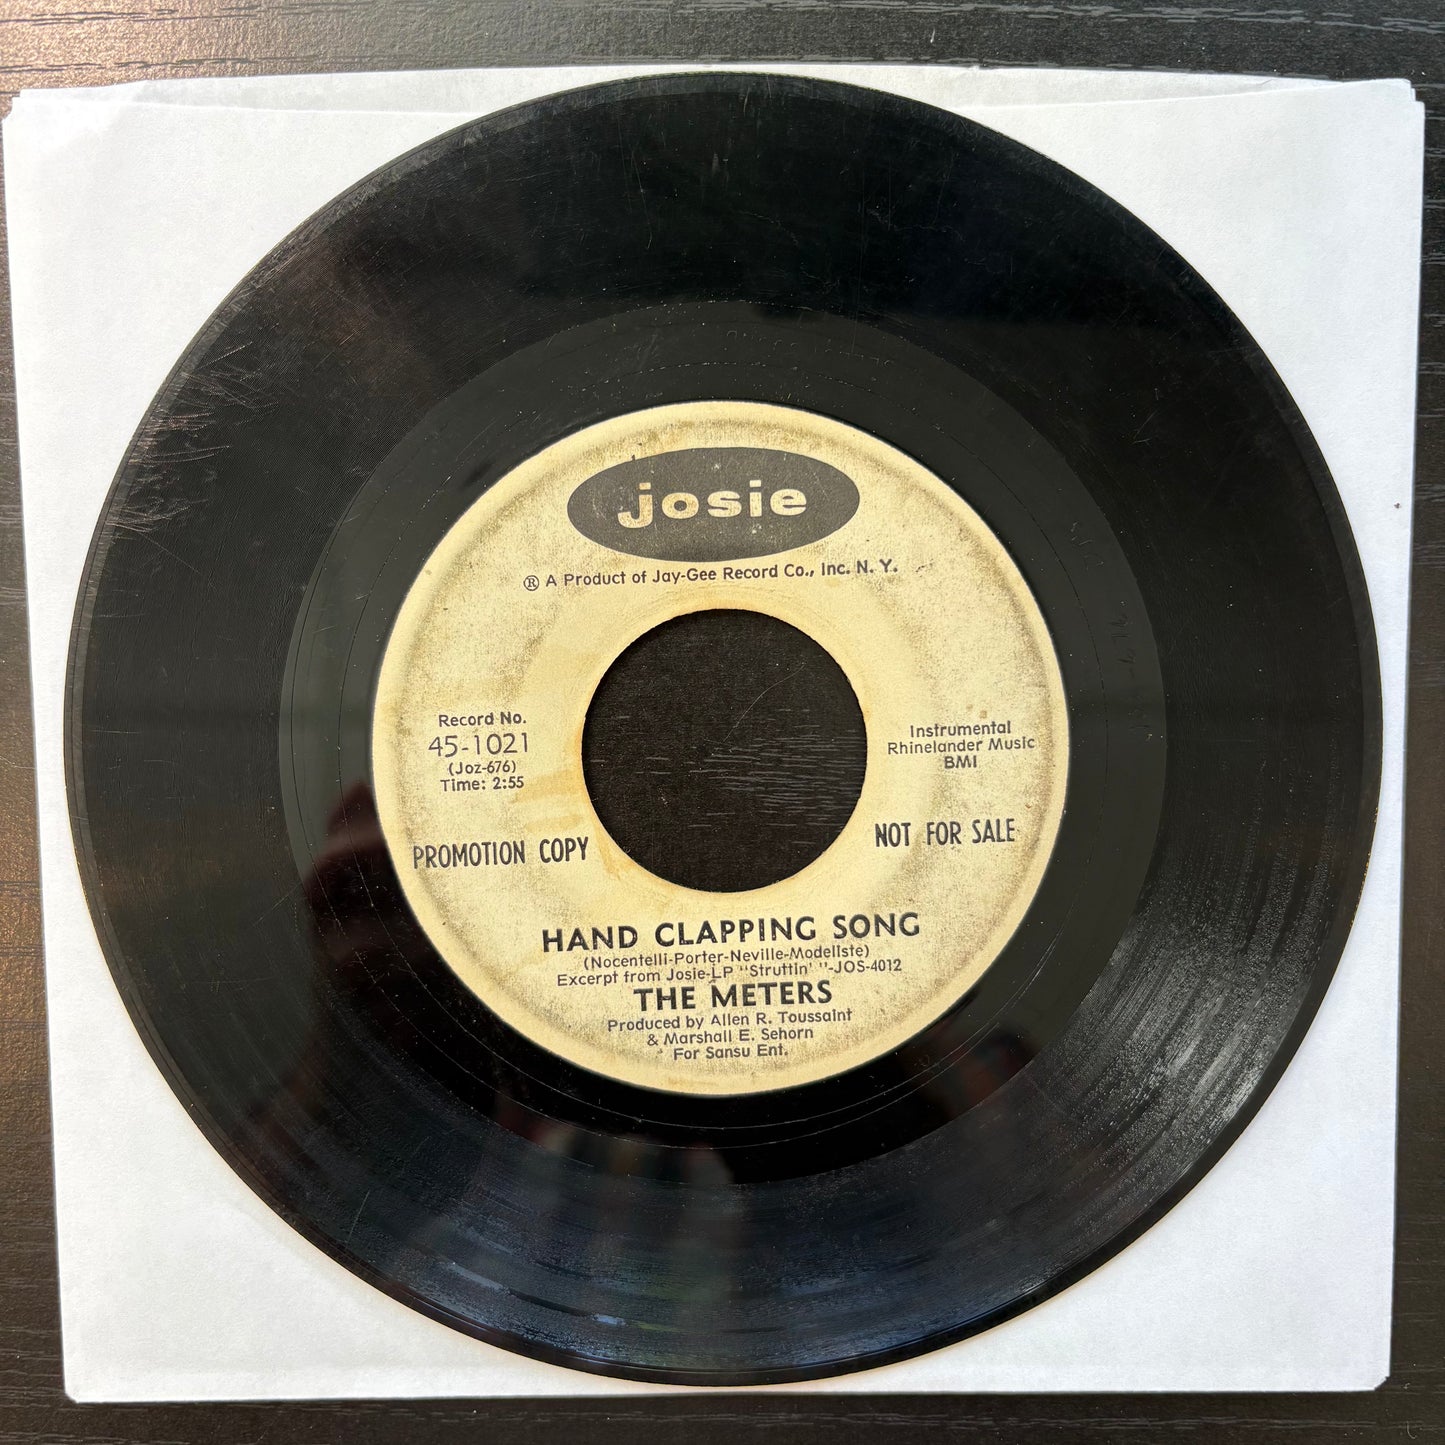 josie
® A Product of Jay-Gee Record Co., Inc. N. Y.
Record No.
45-1021
(Joz-676)
Time: 2:55
Instrumental
Rhinelander Music
BMI
PROMOTION COPY
NOT FOR SALE
HAND CLAPPING SONG
(Nocentelli-Porter-Neville-Modeliste)
Excerpt from Josie-LP "Struttin' "-JOS-4012
THE METERS
Produced by Allen R. Toussaint
& Marshall E. Sehorn
For Sansu Ent.